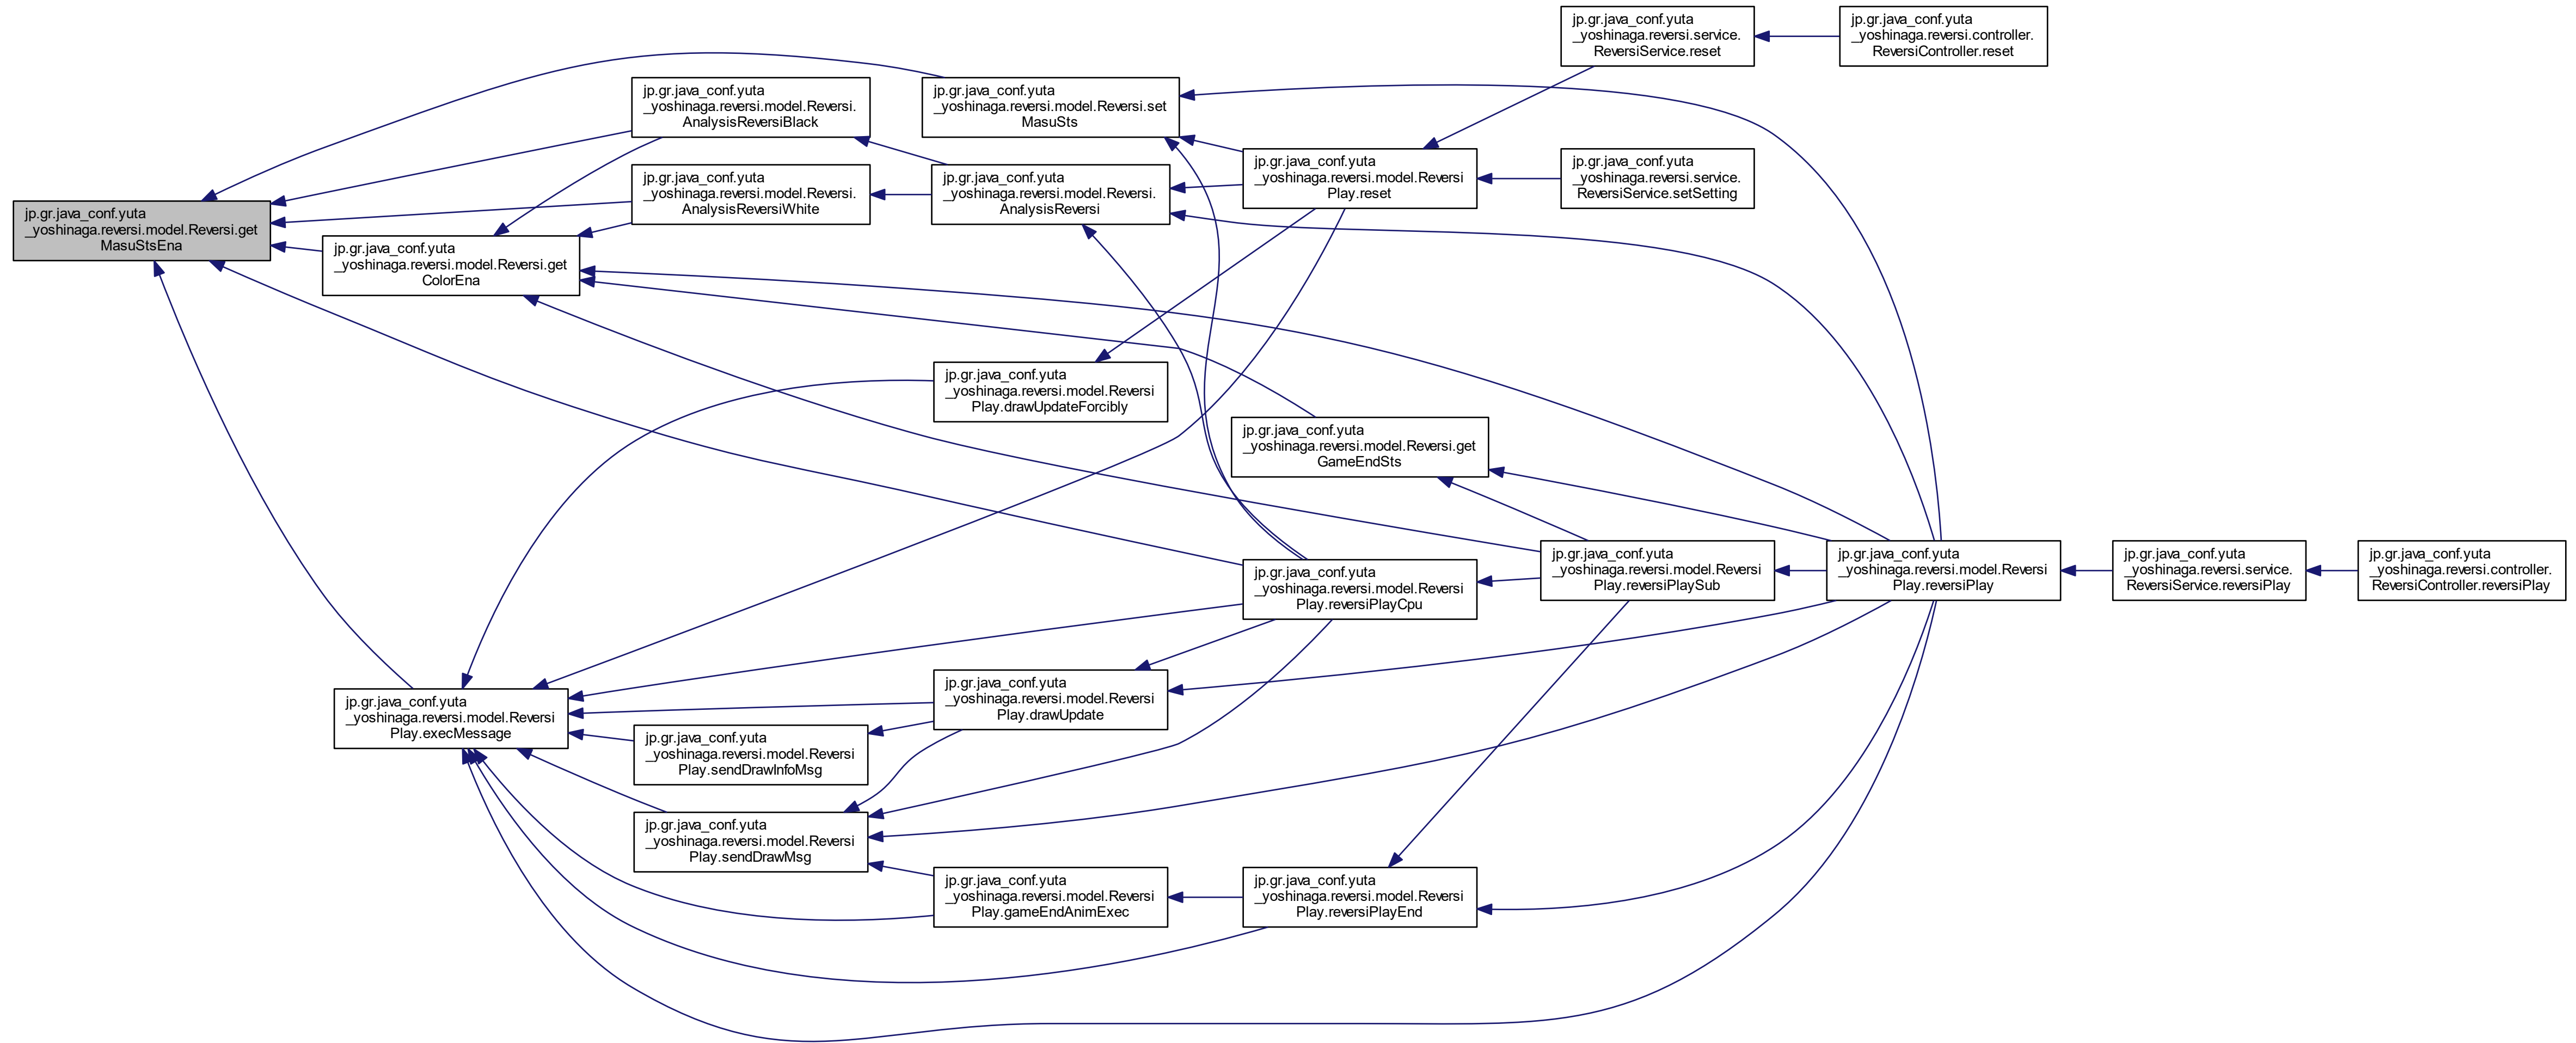 jp.gr.java_conf.yuta
_yoshinaga.reversi.service.
ReversiService.reset
jp.gr.java_conf.yuta
_yoshinaga.reversi.controller.
ReversiController.reset
jp.gr.java_conf.yuta
_yoshinaga.reversi.model.Reversi.
AnalysisReversiBlack
jp.gr.java_conf.yuta
_yoshinaga.reversi.model.Reversi.set
MasuSts
jp.gr.java_conf.yuta
_yoshinaga.reversi.model.Reversi
Play.reset
jp.gr.java_conf.yuta
_yoshinaga.reversi.service.
ReversiService.setSetting
jp.gr.java_conf.yuta
_yoshinaga.reversi.model.Reversi.
AnalysisReversiWhite
jp.gr.java_conf.yuta
_yoshinaga.reversi.model.Reversi.
AnalysisReversi
jp.gr.java_conf.yuta
_yoshinaga.reversi.model.Reversi.get
MasuStsEna
jp.gr.java_conf.yuta
_yoshinaga.reversi.model.Reversi.get
ColorEna
jp.gr.java_conf.yuta
_yoshinaga.reversi.model.Reversi
Play.drawUpdateForcibly
jp.gr.java_conf.yuta
_yoshinaga.reversi.model.Reversi.get
GameEndSts
jp.gr.java_conf.yuta
_yoshinaga.reversi.model.Reversi
Play.reversiPlayCpu
jp.gr.java_conf.yuta
_yoshinaga.reversi.model.Reversi
Play.reversiPlaySub
jp.gr.java_conf.yuta
_yoshinaga.reversi.model.Reversi
Play.reversiPlay
jp.gr.java_conf.yuta
_yoshinaga.reversi.service.
ReversiService.reversiPlay
jp.gr.java_conf.yuta
_yoshinaga.reversi.controller.
ReversiController.reversiPlay
jp.gr.java_conf.yuta
_yoshinaga.reversi.model.Reversi
Play.execMessage
jp.gr.java_conf.yuta
_yoshinaga.reversi.model.Reversi
Play.drawUpdate
jp.gr.java_conf.yuta
_yoshinaga.reversi.model.Reversi
Play.sendDrawInfoMsg
jp.gr.java_conf.yuta
_yoshinaga.reversi.model.Reversi
Play.sendDrawMsg
jp.gr.java_conf.yuta
_yoshinaga.reversi.model.Reversi
Play.gameEndAnimExec
jp.gr.java_conf.yuta
_yoshinaga.reversi.model.Reversi
Play.reversiPlayEnd